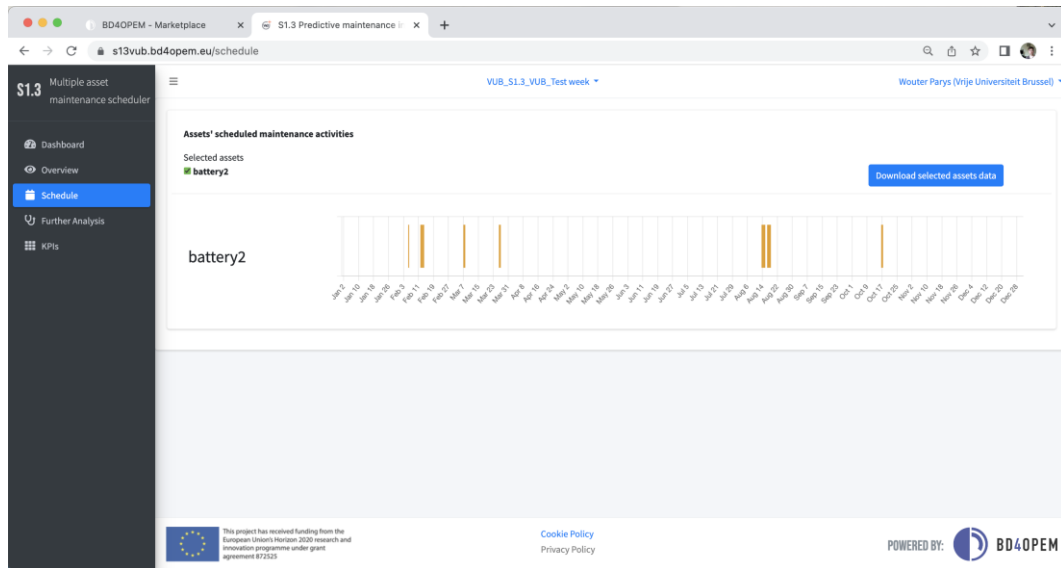 BD4OPEM - Marketplace
S1.3 Predictive maintenance i
s13vub.bd4opem.eu/schedule
S1.3
Multiple asset
maintenance scheduler
VUB_S1.3_VUB_Test week
Wouter Parys (Vrije Universiteit Brussel)
Dashboard
Overview
Schedule
Further Analysis
KPIs
Assets' scheduled maintenance activities
Selected assets
battery2
Download selected assets data
battery2
Jan 2 Jan 10 Jan 18 Jan 26 Feb 3 Feb 11 Feb 19 Feb 27 Mar 7 Mar 15 Mar 23 Mar 31 Apr 8 Apr 16 Apr 24 May 2 May 10 May 18 May 26 Jun 3 Jun 11 Jun 19 Jun 27 Jul 5 Jul 13 Jul 21 Jul 29 Aug 6 Aug 14 Aug 22 Aug 30 Sep 7 Sep 15 Sep 23 Oct 1 Oct 9 Oct 17 Oct 25 Nov 2 Nov 10 Nov 18 Nov 26 Dec 4 Dec 12 Dec 20 Dec 28
This project has received funding from the
European Union's Horizon 2020 research and
innovation programme under grant
agreement 872525
Cookie Policy
Privacy Policy
POWERED BY:
BD4OPEM